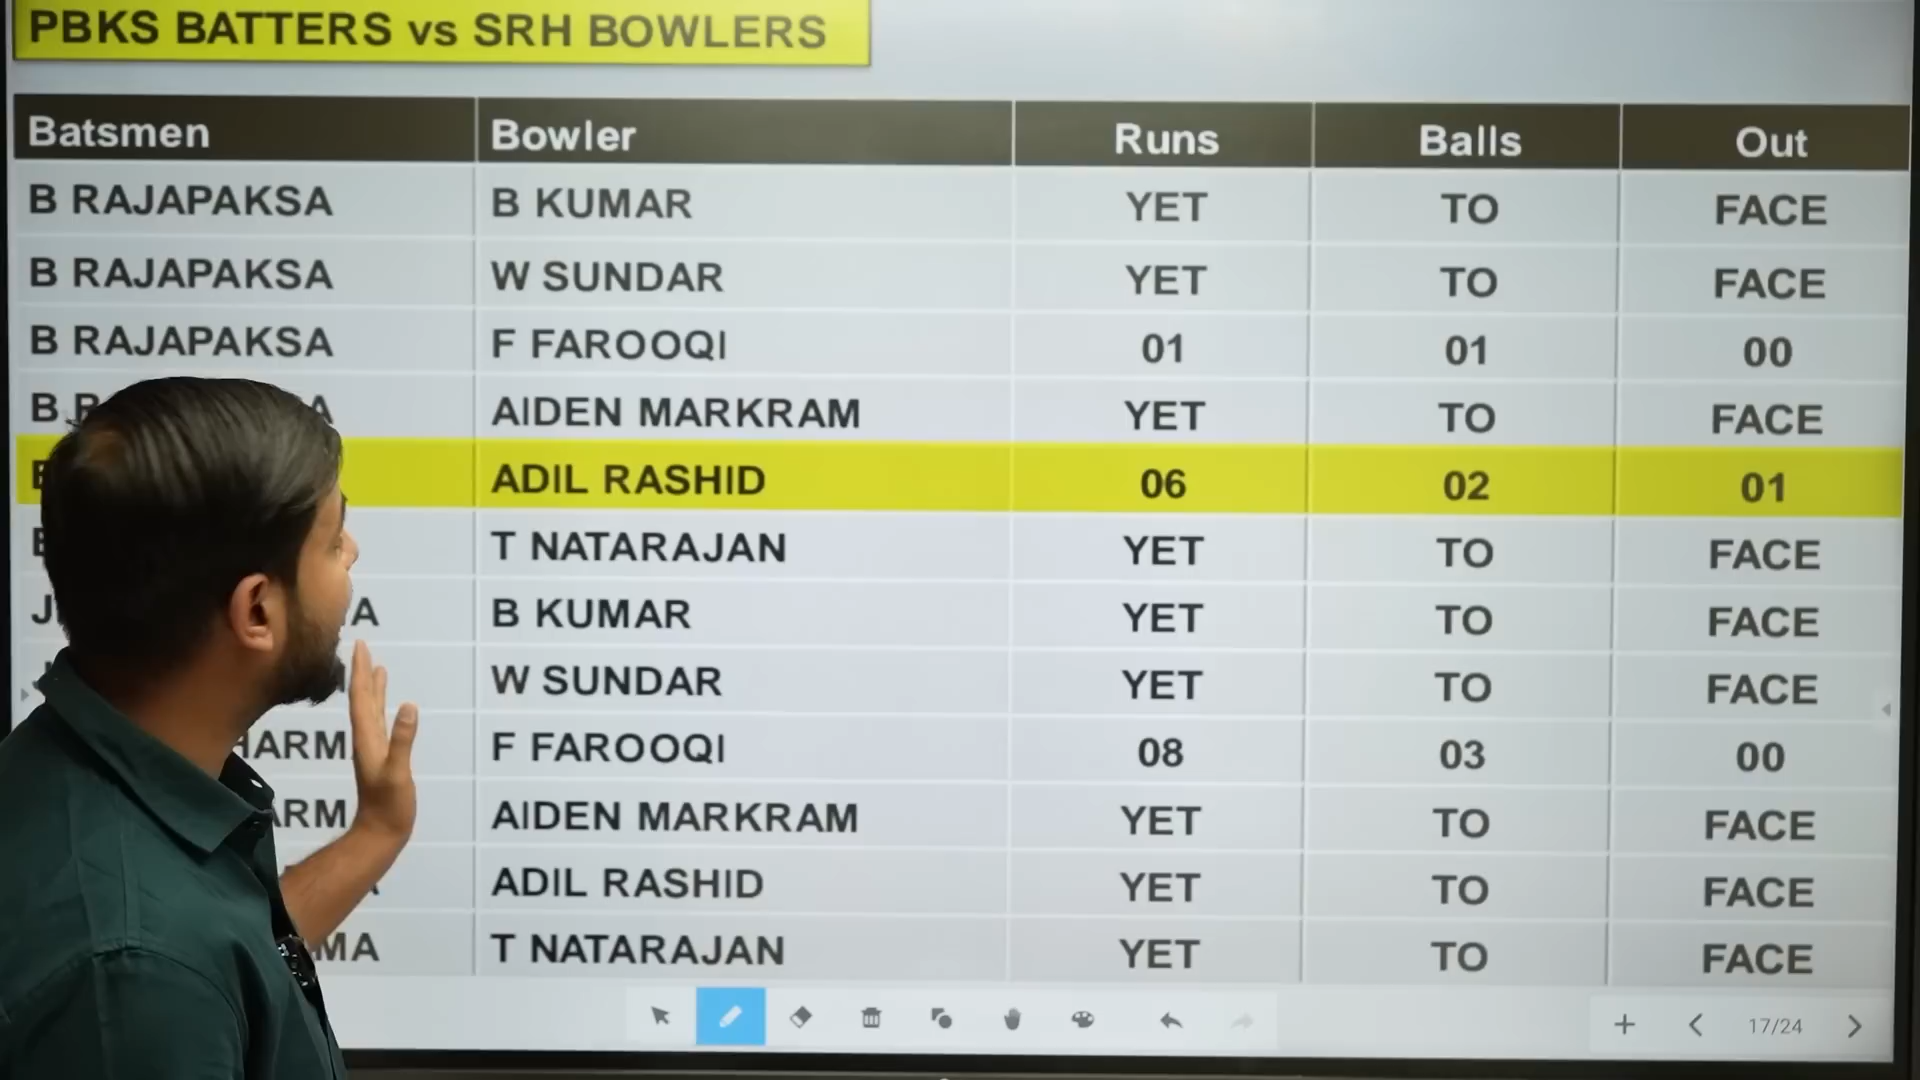 PBKS BATTERS vs SRH BOWLERS
Batsmen Bowler Runs Balls Out
B RAJAPAKSA B KUMAR YET TO FACE
B RAJAPAKSA W SUNDAR YET TO FACE
B RAJAPAKSA F FAROOQI 01 01 00
B AIDEN MARKRAM YET TO FACE
ADIL RASHID 06 02 01
T NATARAJAN YET TO FACE
B KUMAR YET TO FACE
W SUNDAR YET TO FACE
F FAROOQI 08 03 00
AIDEN MARKRAM YET TO FACE
ADIL RASHID YET TO FACE
T NATARAJAN YET TO FACE
17/24